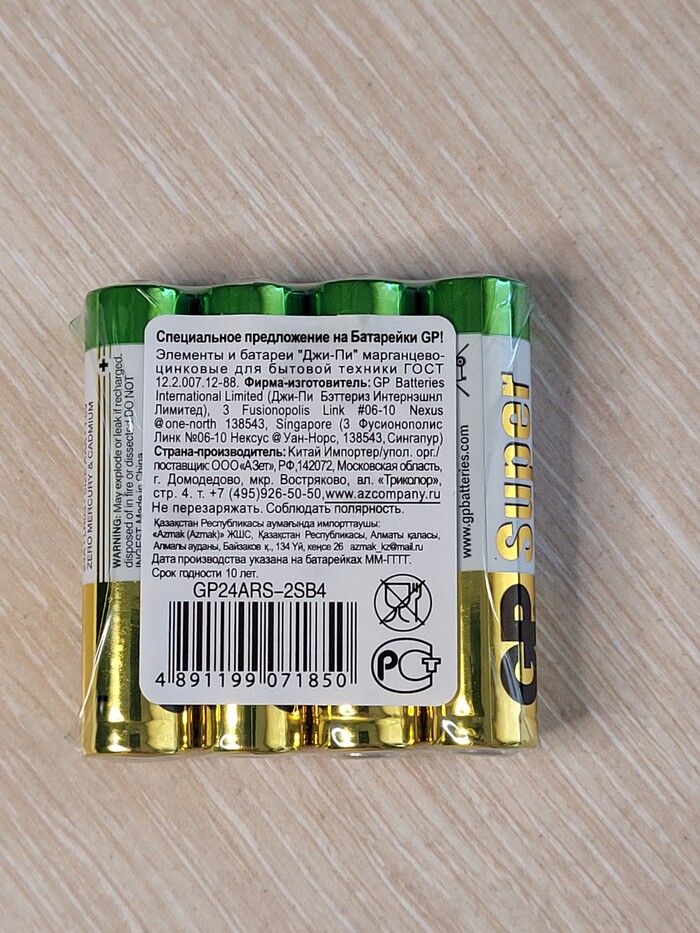 Специальное предложение на Батарейки GP!
Элементы и батареи "Джи-Пи" марганцево-
цинковые для бытовой техники ГОСТ
12.2.007.12-88. Фирма-изготовитель: GP Batteries
International Limited (Джи-Пи Бэттериз Интернэшнл
Лимитед), 3 Fusionopolis Link #06-10 Nexus
@one-north 138543, Singapore (3 Фусионополис
Линк №06-10 Нексус @ Уан-Норс, 138543, Сингапур)
Страна-производитель: Китай Импортер/упол. орг./
поставщик: ООО«АЗет», РФ,142072, Московская область,
г. Домодедово, мкр. Востряково, вл. «Триколор»,
стр. 4. т. +7 (495)926-50-50,www.azcompany.ru
Не перезаряжать. Соблюдать полярность.
Қазақстан Республикасы аумағында импорттаушы:
«Azmak (Azmak)» ЖШС, Қазақстан Республикасы, Алматы қаласы,
Алмалы ауданы, Байзаков қ., 134 Үй, кеңсе 26 azmak_kz@mail.ru
Дата производства указана на батарейках ММ-ГГГГ.
Срок годности 10 лет.
GP24ARS-2SB4
4 891199 071850
РСТ
ZERO MERCURY & CADMIUM
WARNING: May explode or leak if recharged,
disposed of in fire or dissected. DO NOT
INGEST. Made in China
www.gpbatteries.com
GP Super